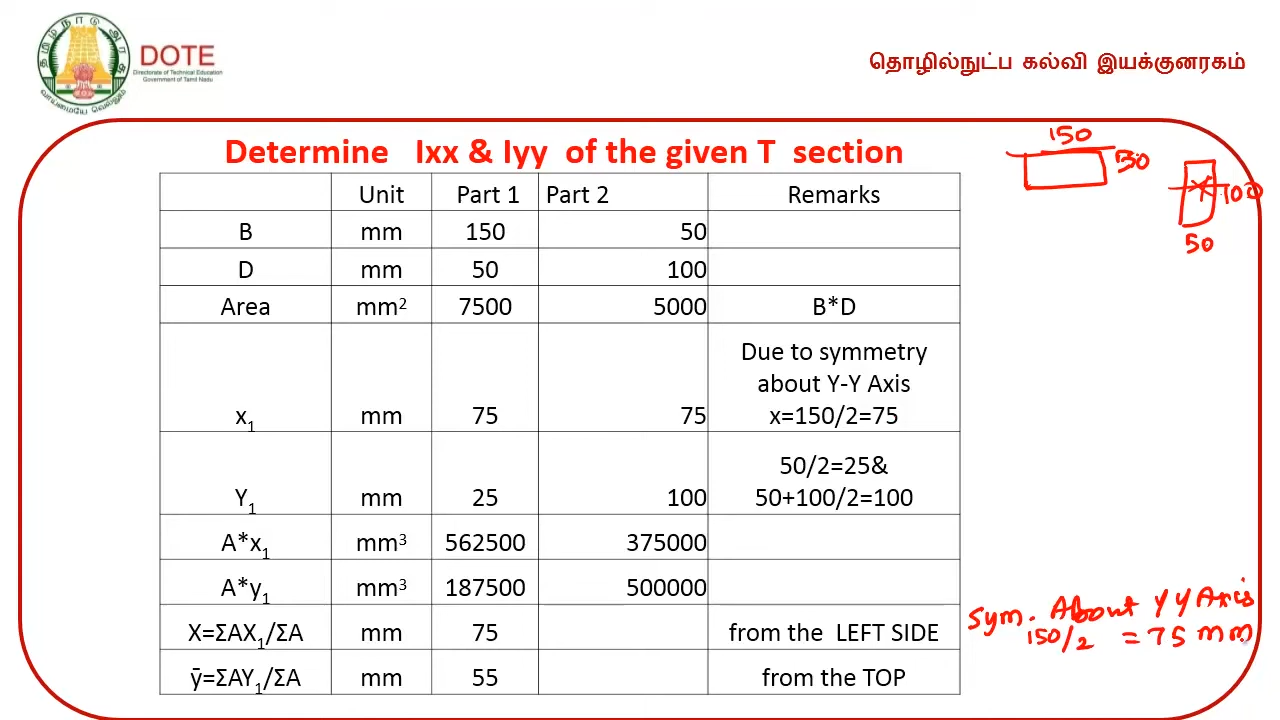 தமிழ்நாடு அரசு
வாய்மையே வெல்லும்
DOTE
Directorate of Technical Education
Government of Tamil Nadu
தொழில்நுட்ப கல்வி இயக்குனரகம்
Determine Ixx & Iyy of the given T section
Unit Part 1 Part 2 Remarks
B mm 150 50
D mm 50 100
Area mm² 7500 5000 B*D
Due to symmetry
about Y-Y Axis
x₁ mm 75 75 x=150/2=75
50/2=25&
Y₁ mm 25 100 50+100/2=100
A*x₁ mm³ 562500 375000
A*y₁ mm³ 187500 500000
X=ΣAX₁/ΣA mm 75 from the LEFT SIDE
ȳ=ΣAY₁/ΣA mm 55 from the TOP
150
100
50
Sym. About YY Axis
150/2 = 75 mm